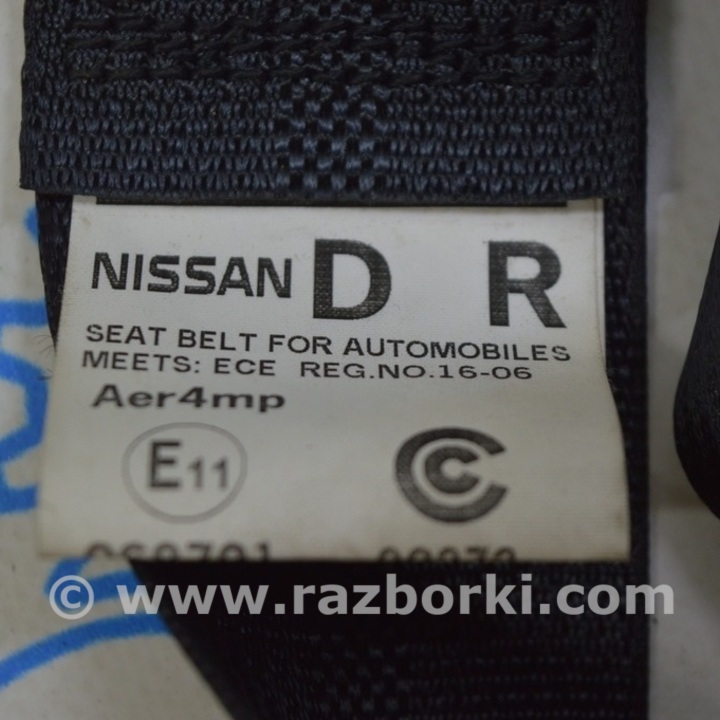 NISSAN D R
SEAT BELT FOR AUTOMOBILES
MEETS: ECE REG.NO.16-06
Aer4mp
E11
© www.razborki.com